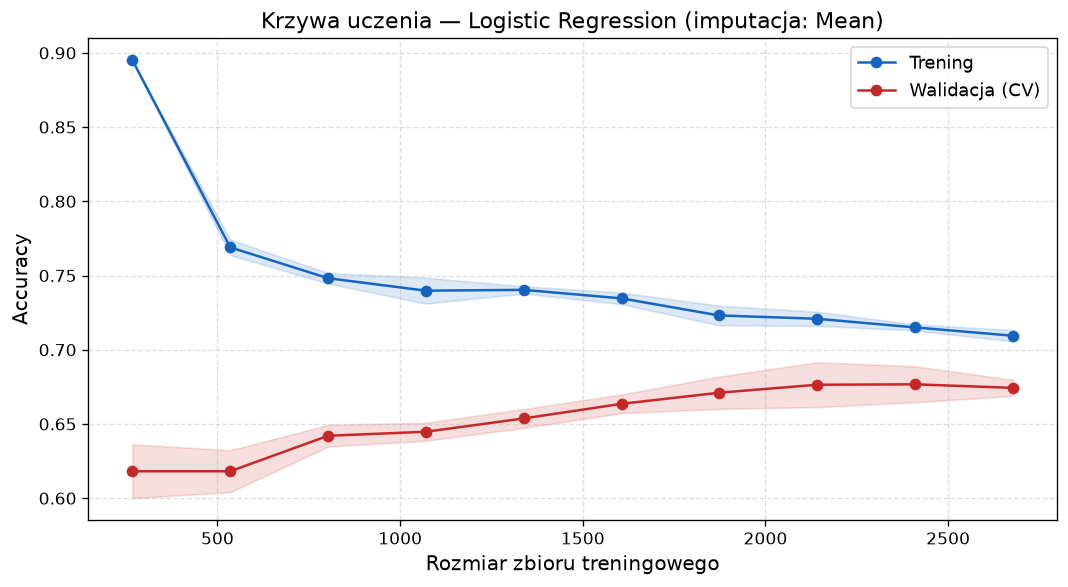 Krzywa uczenia — Logistic Regression (imputacja: Mean)
Trening
Walidacja (CV)
Accuracy
0.90
0.85
0.80
0.75
0.70
0.65
0.60
500 1000 1500 2000 2500
Rozmiar zbioru treningowego